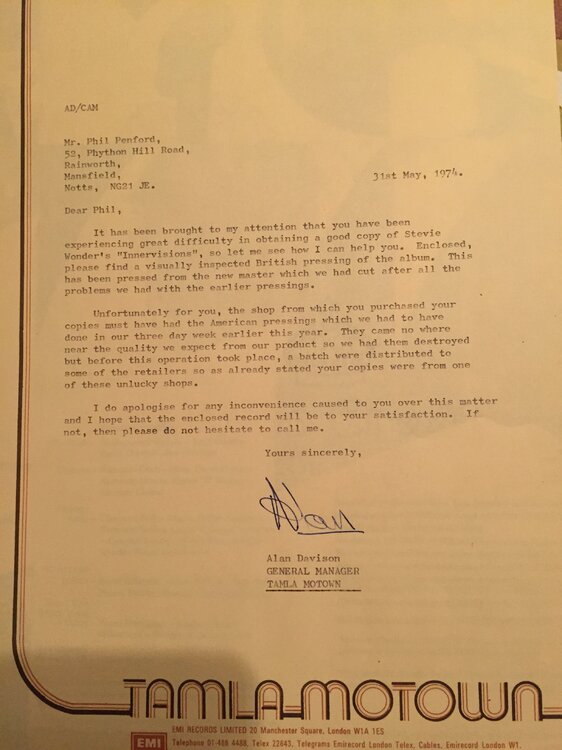 AD/CAM
Mr. Phil Penford,
52, Phython Hill Road,
Rainworth,
Mansfield,
Notts, NG21 JE.
31st May, 1974.
Dear Phil,
It has been brought to my attention that you have been
experiencing great difficulty in obtaining a good copy of Stevie
Wonder's "Innervisions", so let me see how I can help you. Enclosed,
please find a visually inspected British pressing of the album. This
has been pressed from the new master which we had cut after all the
problems we had with the earlier pressings.
Unfortunately for you, the shop from which you purchased your
copies must have had the American pressings which we had to have
done in our three day week earlier this year. They came no where
near the quality we expect from our product so we had them destroyed
but before this operation took place, a batch were distributed to
some of the retailers so as already stated your copies were from one
of these unlucky shops.
I do apologise for any inconvenience caused to you over this matter
and I hope that the enclosed record will be to your satisfaction. If
not, then please do not hesitate to call me.
Yours sincerely,
Alan
Alan Davison
GENERAL MANAGER
TAMLA MOTOWN
TAMLA MOTOWN
EMI
EMI RECORDS LIMITED 20 Manchester Square, London W1A 1ES
Telephone 01-486 4488, Telex 22643, Telegrams Emirecord London Telex, Cables, Emirecord London W1.